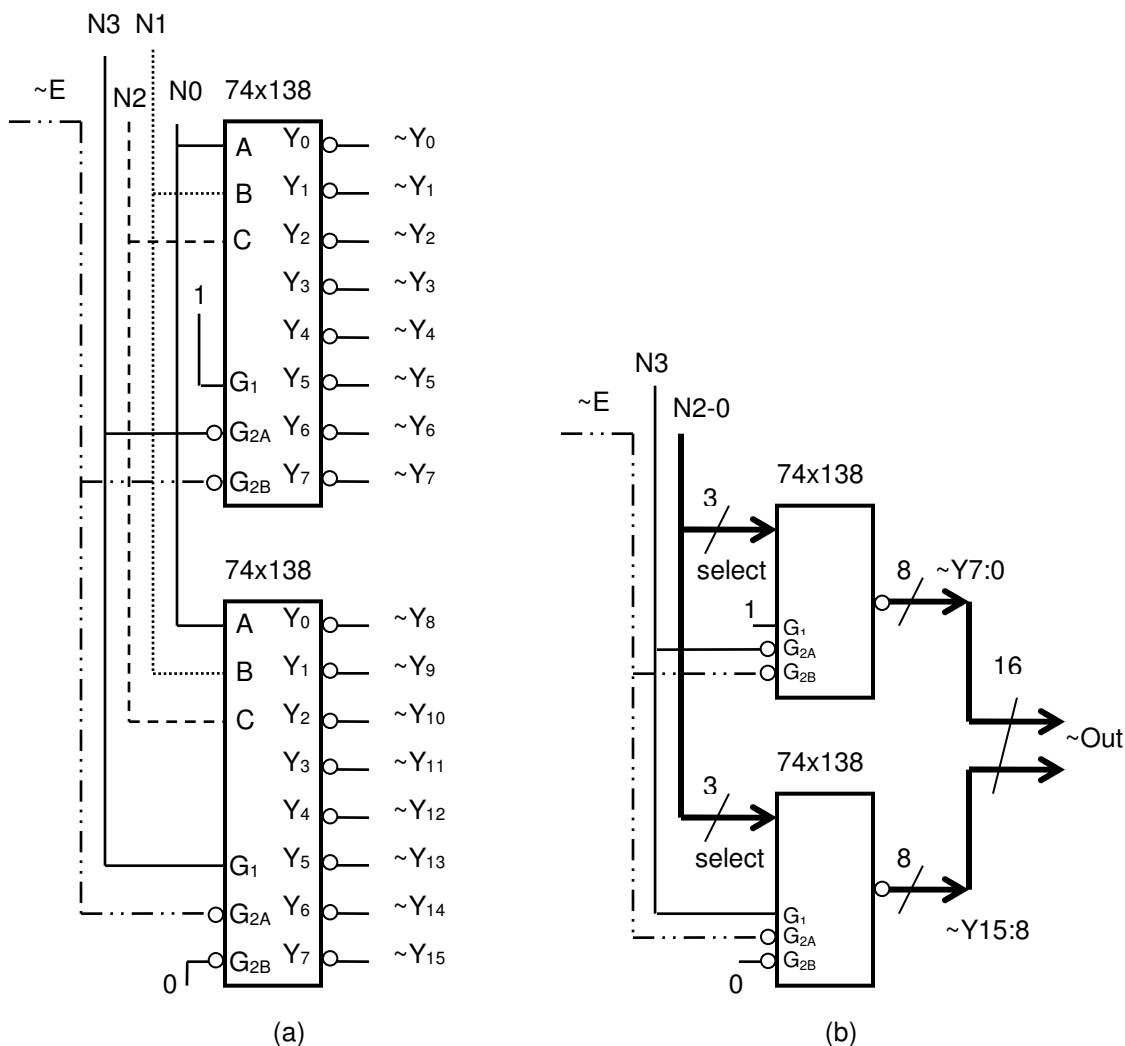 N3 N1
~E N2 N0 74x138
A Y0 ~Y0
B Y1 ~Y1
C Y2 ~Y2
Y3 ~Y3
1 Y4 ~Y4
G1 Y5 ~Y5
G2A Y6 ~Y6
G2B Y7 ~Y7
74x138
A Y0 ~Y8
B Y1 ~Y9
C Y2 ~Y10
Y3 ~Y11
Y4 ~Y12
G1 Y5 ~Y13
G2A Y6 ~Y14
0 G2B Y7 ~Y15
(a)
N3
~E N2-0
74x138
3
select
8 ~Y7:0
1 G1
G2A
G2B
16
~Out
74x138
3
select
8
G1
~Y15:8
G2A
G2B
0
(b)